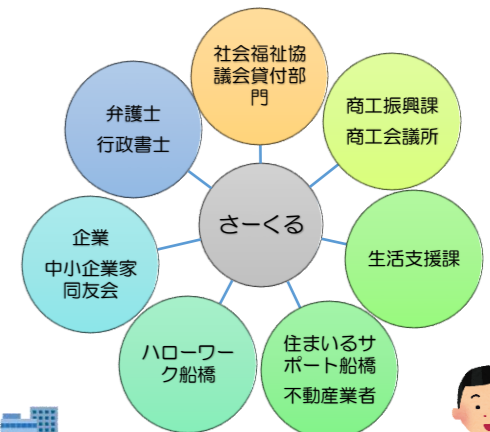 社会福祉協
議会貸付部
門
商工振興課
商工会議所
生活支援課
住まいるサ
ポート船橋
不動産業者
ハローワー
ク船橋
企業
中小企業家
同友会
弁護士
行政書士
さーくる